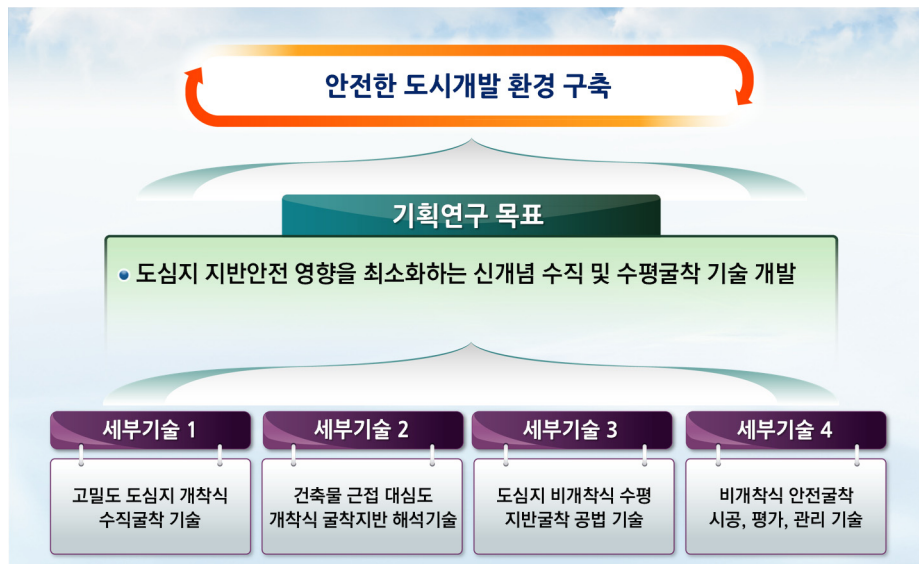 안전한 도시개발 환경 구축
기획연구 목표
• 도심지 지반안전 영향을 최소화하는 신개념 수직 및 수평굴착 기술 개발
세부기술 1
고밀도 도심지 개착식
수직굴착 기술
세부기술 2
건축물 근접 대심도
개착식 굴착지반 해석기술
세부기술 3
도심지 비개착식 수평
지반굴착 공법 기술
세부기술 4
비개착식 안전굴착
시공, 평가, 관리 기술